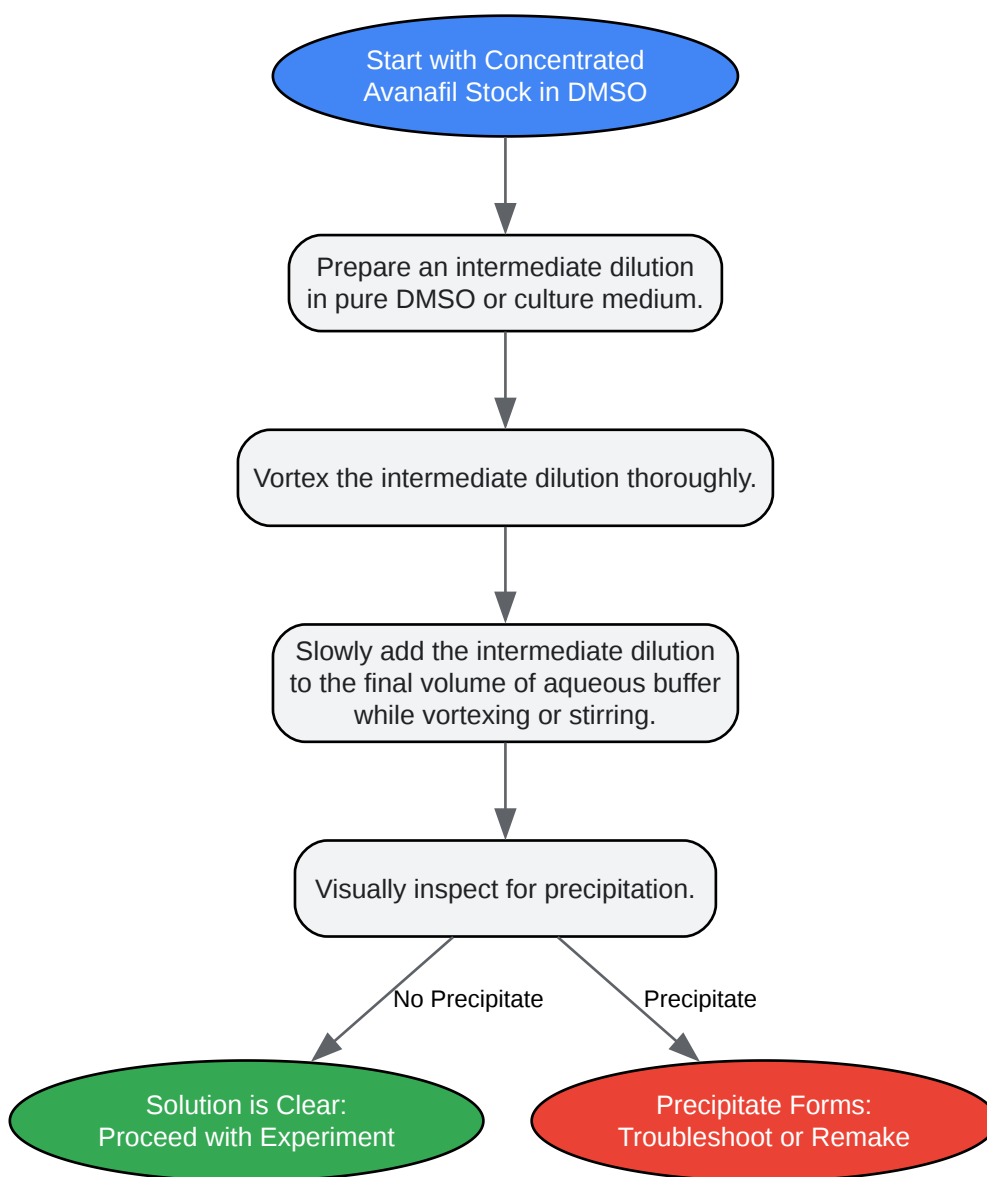 Start with Concentrated
Avanafil Stock in DMSO
Prepare an intermediate dilution
in pure DMSO or culture medium.
Vortex the intermediate dilution thoroughly.
Slowly add the intermediate dilution
to the final volume of aqueous buffer
while vortexing or stirring.
Visually inspect for precipitation.
No Precipitate
Precipitate
Solution is Clear:
Proceed with Experiment
Precipitate Forms:
Troubleshoot or Remake